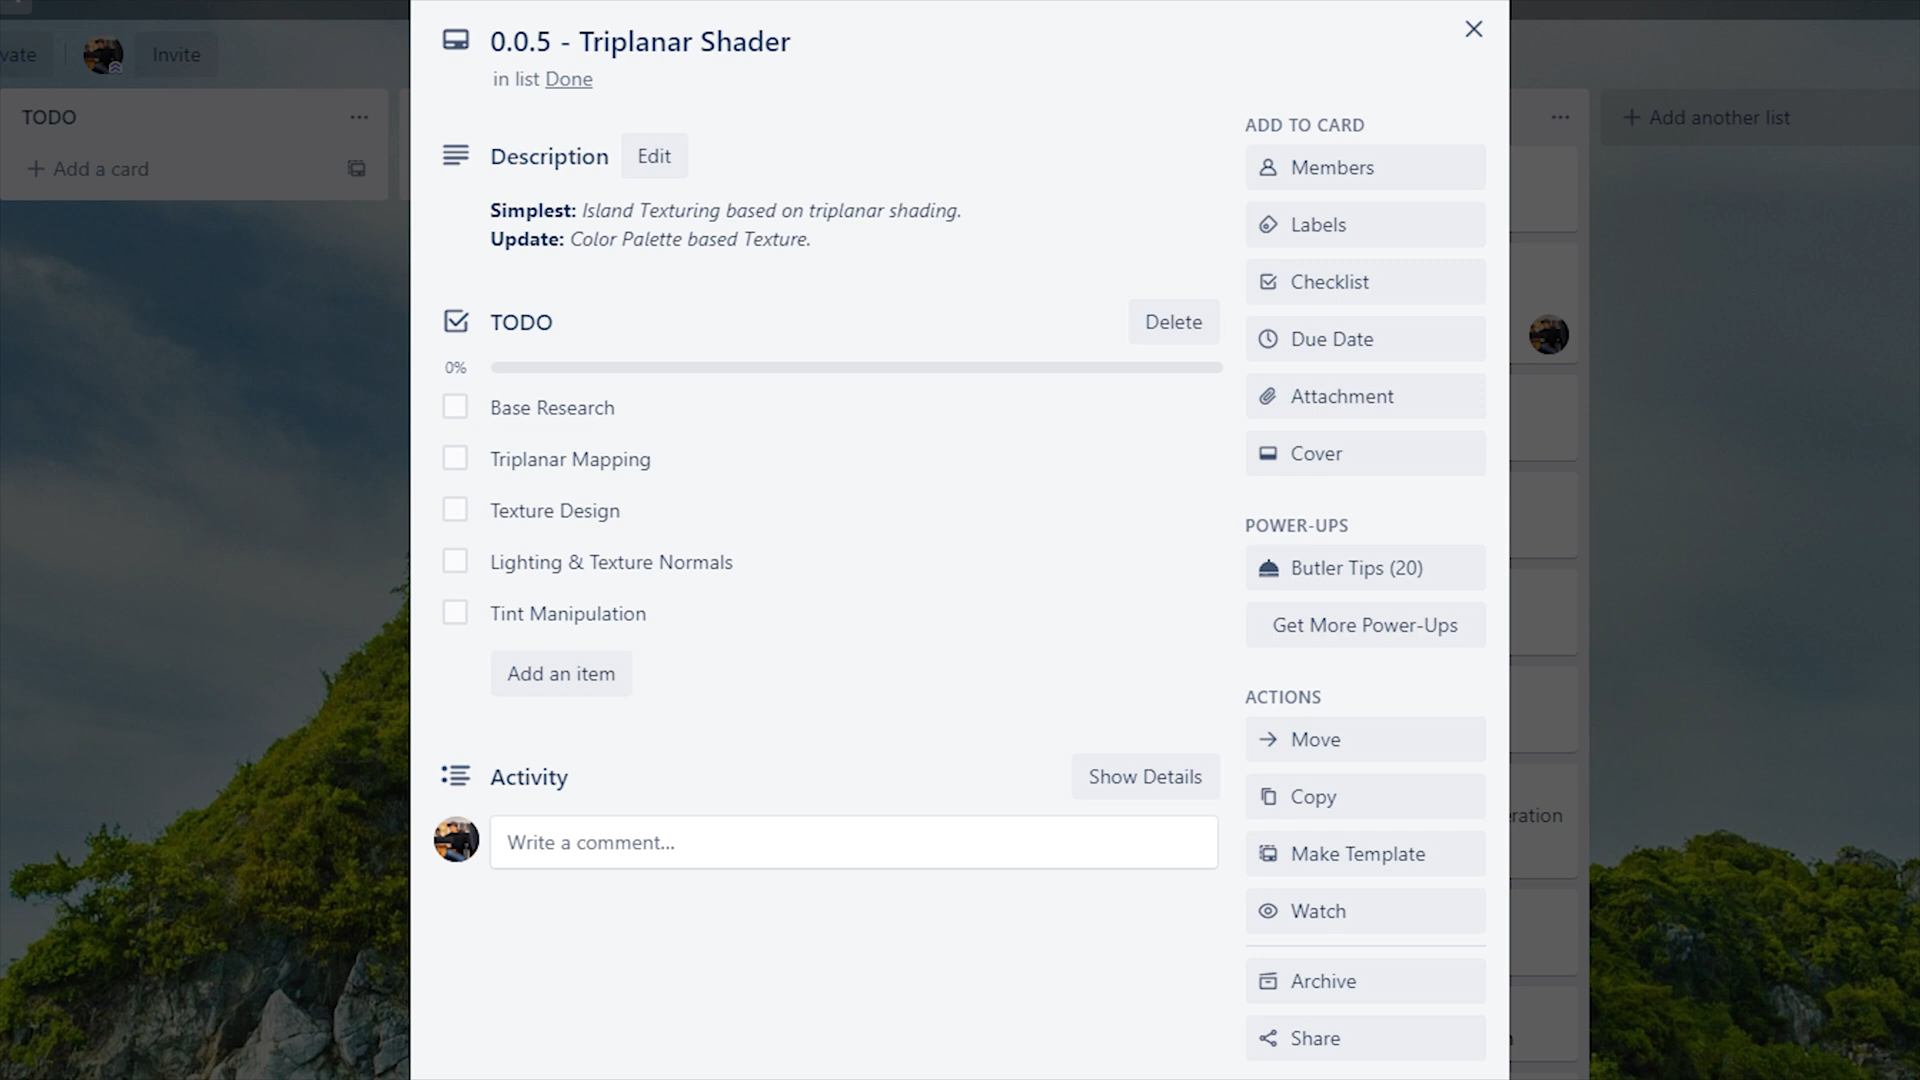 vate
Invite
TODO
Add a card
0.0.5 - Triplanar Shader
in list Done
Description
Edit
Simplest: Island Texturing based on triplanar shading.
Update: Color Palette based Texture.
TODO
Delete
0%
Base Research
Triplanar Mapping
Texture Design
Lighting & Texture Normals
Tint Manipulation
Add an item
Activity
Show Details
Write a comment...
ADD TO CARD
Members
Labels
Checklist
Due Date
Attachment
Cover
POWER-UPS
Butler Tips (20)
Get More Power-Ups
ACTIONS
Move
Copy
Make Template
Watch
Archive
Share
+ Add another list
ration